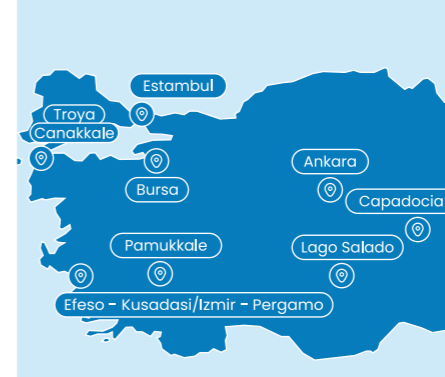 Estambul
Troya
Canakkale
Bursa
Ankara
Capadocia
Pamukkale
Lago Salado
Efeso - Kusadasi/Izmir - Pergamo